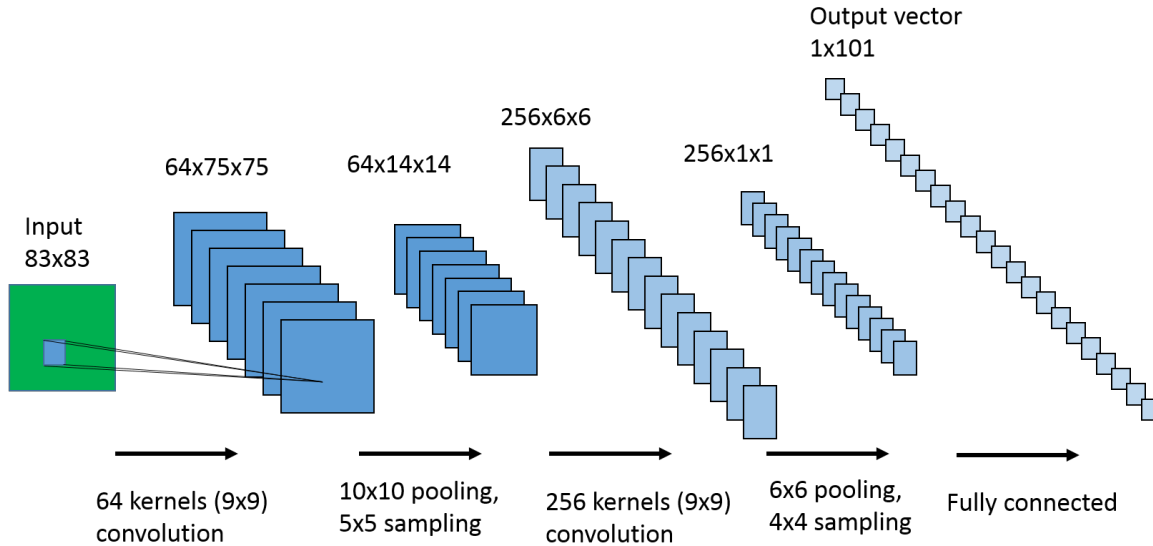 Input
83x83
64x75x75
64x14x14
256x6x6
256x1x1
Output vector
1x101
64 kernels (9x9)
convolution
10x10 pooling,
5x5 sampling
256 kernels (9x9)
convolution
6x6 pooling,
4x4 sampling
Fully connected